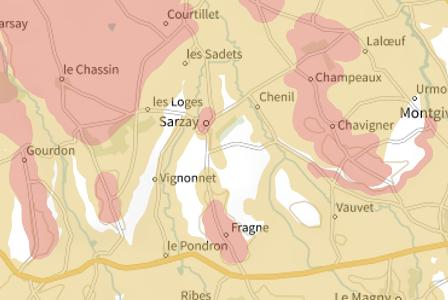 Courtillet
arsay
Lalœuf
les Sadets
le Chassin
Champeaux
Urmo
Chenil
les Loges
Montgiv
Sarzay
Chavigner
Gourdon
Vignonnet
Vauvet
Fragne
le Pondron
Ribes
Le Magny